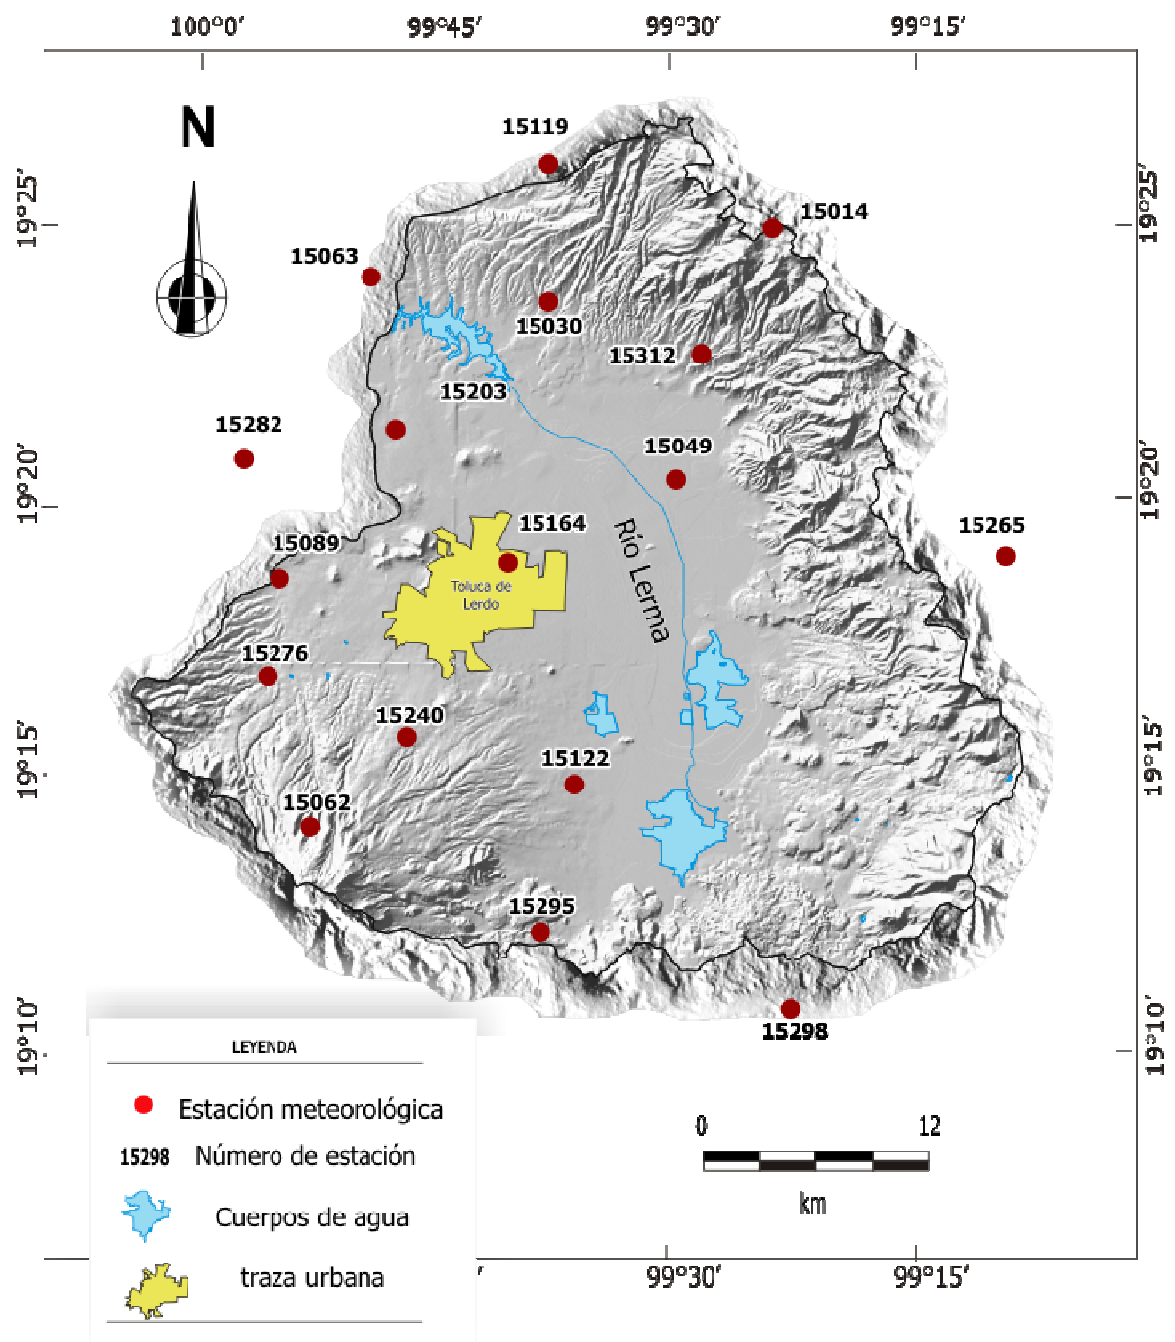 100°0’ 99°45’ 99°30’ 99°15’
N
15119
19°25’
19°25’
15014
15063
15030
15312
15203
15282
15049
19°20’
19°20’
15164
15265
15089
Río Lerma
Toluca de
Lerdo
15276
15240
19°15’
19°15’
15122
15062
15295
19°10’
19°10’
15298
LEYENDA
Estación meteorológica
15298 Número de estación
Cuerpos de agua
traza urbana
0 12
km
99°30’ 99°15’